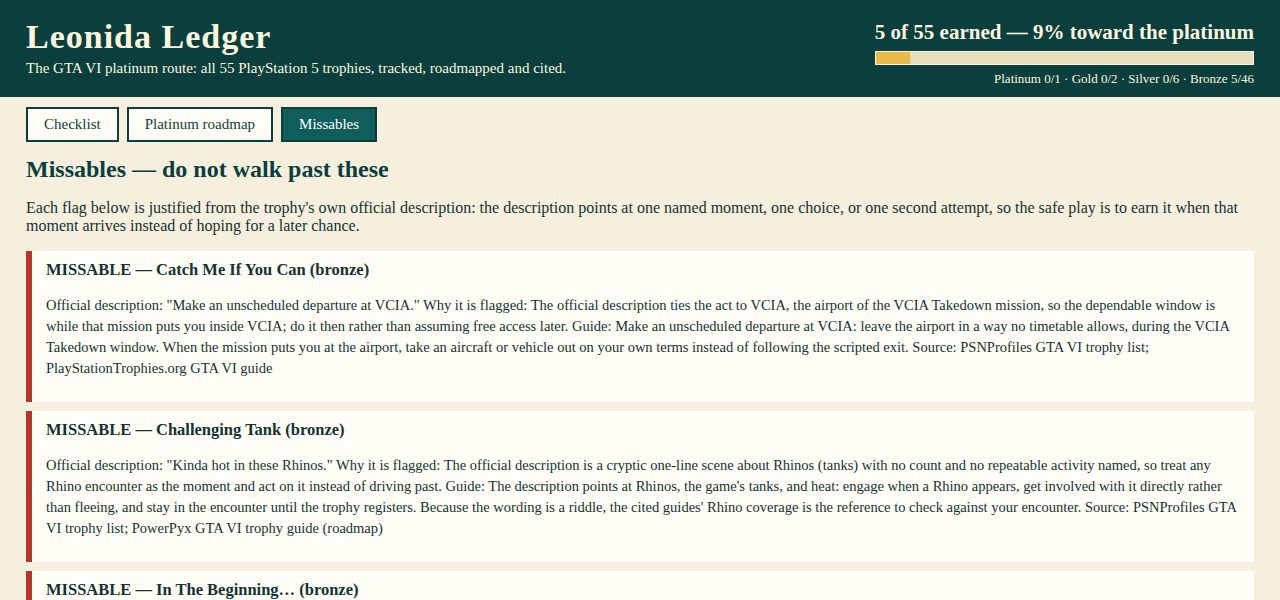 Leonida Ledger
The GTA VI platinum route: all 55 PlayStation 5 trophies, tracked, roadmapped and cited.
5 of 55 earned — 9% toward the platinum
Platinum 0/1 · Gold 0/2 · Silver 0/6 · Bronze 5/46
Checklist
Platinum roadmap
Missables
Missables — do not walk past these
Each flag below is justified from the trophy's own official description: the description points at one named moment, one choice, or one second attempt, so the safe play is to earn it when that
moment arrives instead of hoping for a later chance.
MISSABLE — Catch Me If You Can (bronze)
Official description: "Make an unscheduled departure at VCIA." Why it is flagged: The official description ties the act to VCIA, the airport of the VCIA Takedown mission, so the dependable window is
while that mission puts you inside VCIA; do it then rather than assuming free access later. Guide: Make an unscheduled departure at VCIA: leave the airport in a way no timetable allows, during the VCIA
Takedown window. When the mission puts you at the airport, take an aircraft or vehicle out on your own terms instead of following the scripted exit. Source: PSNProfiles GTA VI trophy list;
PlayStationTrophies.org GTA VI guide
MISSABLE — Challenging Tank (bronze)
Official description: "Kinda hot in these Rhinos." Why it is flagged: The official description is a cryptic one-line scene about Rhinos (tanks) with no count and no repeatable activity named, so treat any
Rhino encounter as the moment and act on it instead of driving past. Guide: The description points at Rhinos, the game's tanks, and heat: engage when a Rhino appears, get involved with it directly rather
than fleeing, and stay in the encounter until the trophy registers. Because the wording is a riddle, the cited guides' Rhino coverage is the reference to check against your encounter. Source: PSNProfiles GTA
VI trophy list; PowerPyx GTA VI trophy guide (roadmap)
MISSABLE — In The Beginning… (bronze)